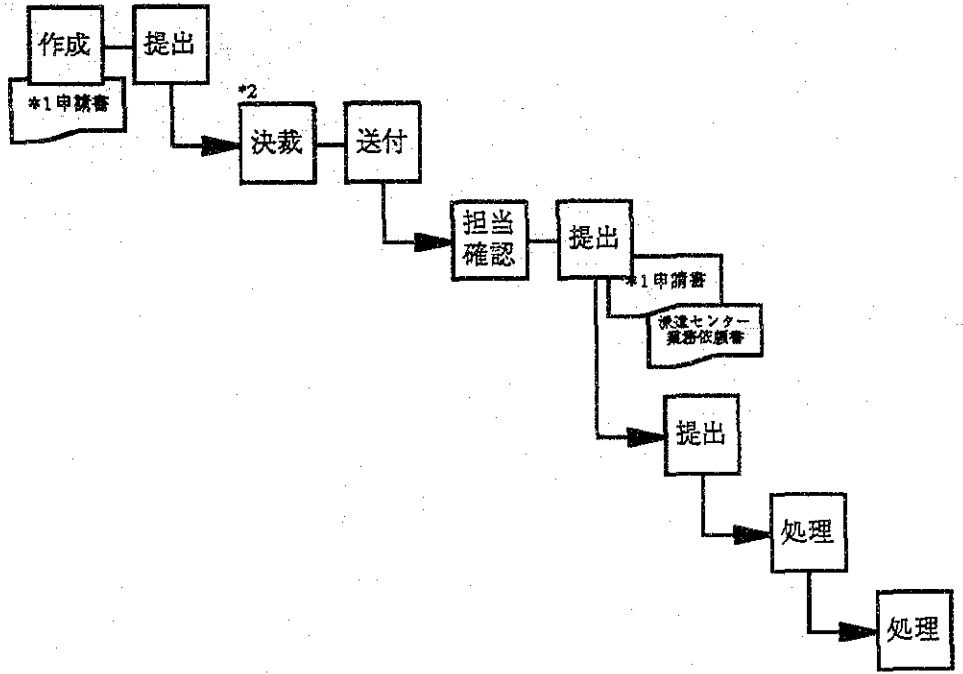 作成
提出
*1申請書
*2
決裁
送付
担当
確認
提出
*1申請書
派遣センター
業務依頼書
提出
処理
処理